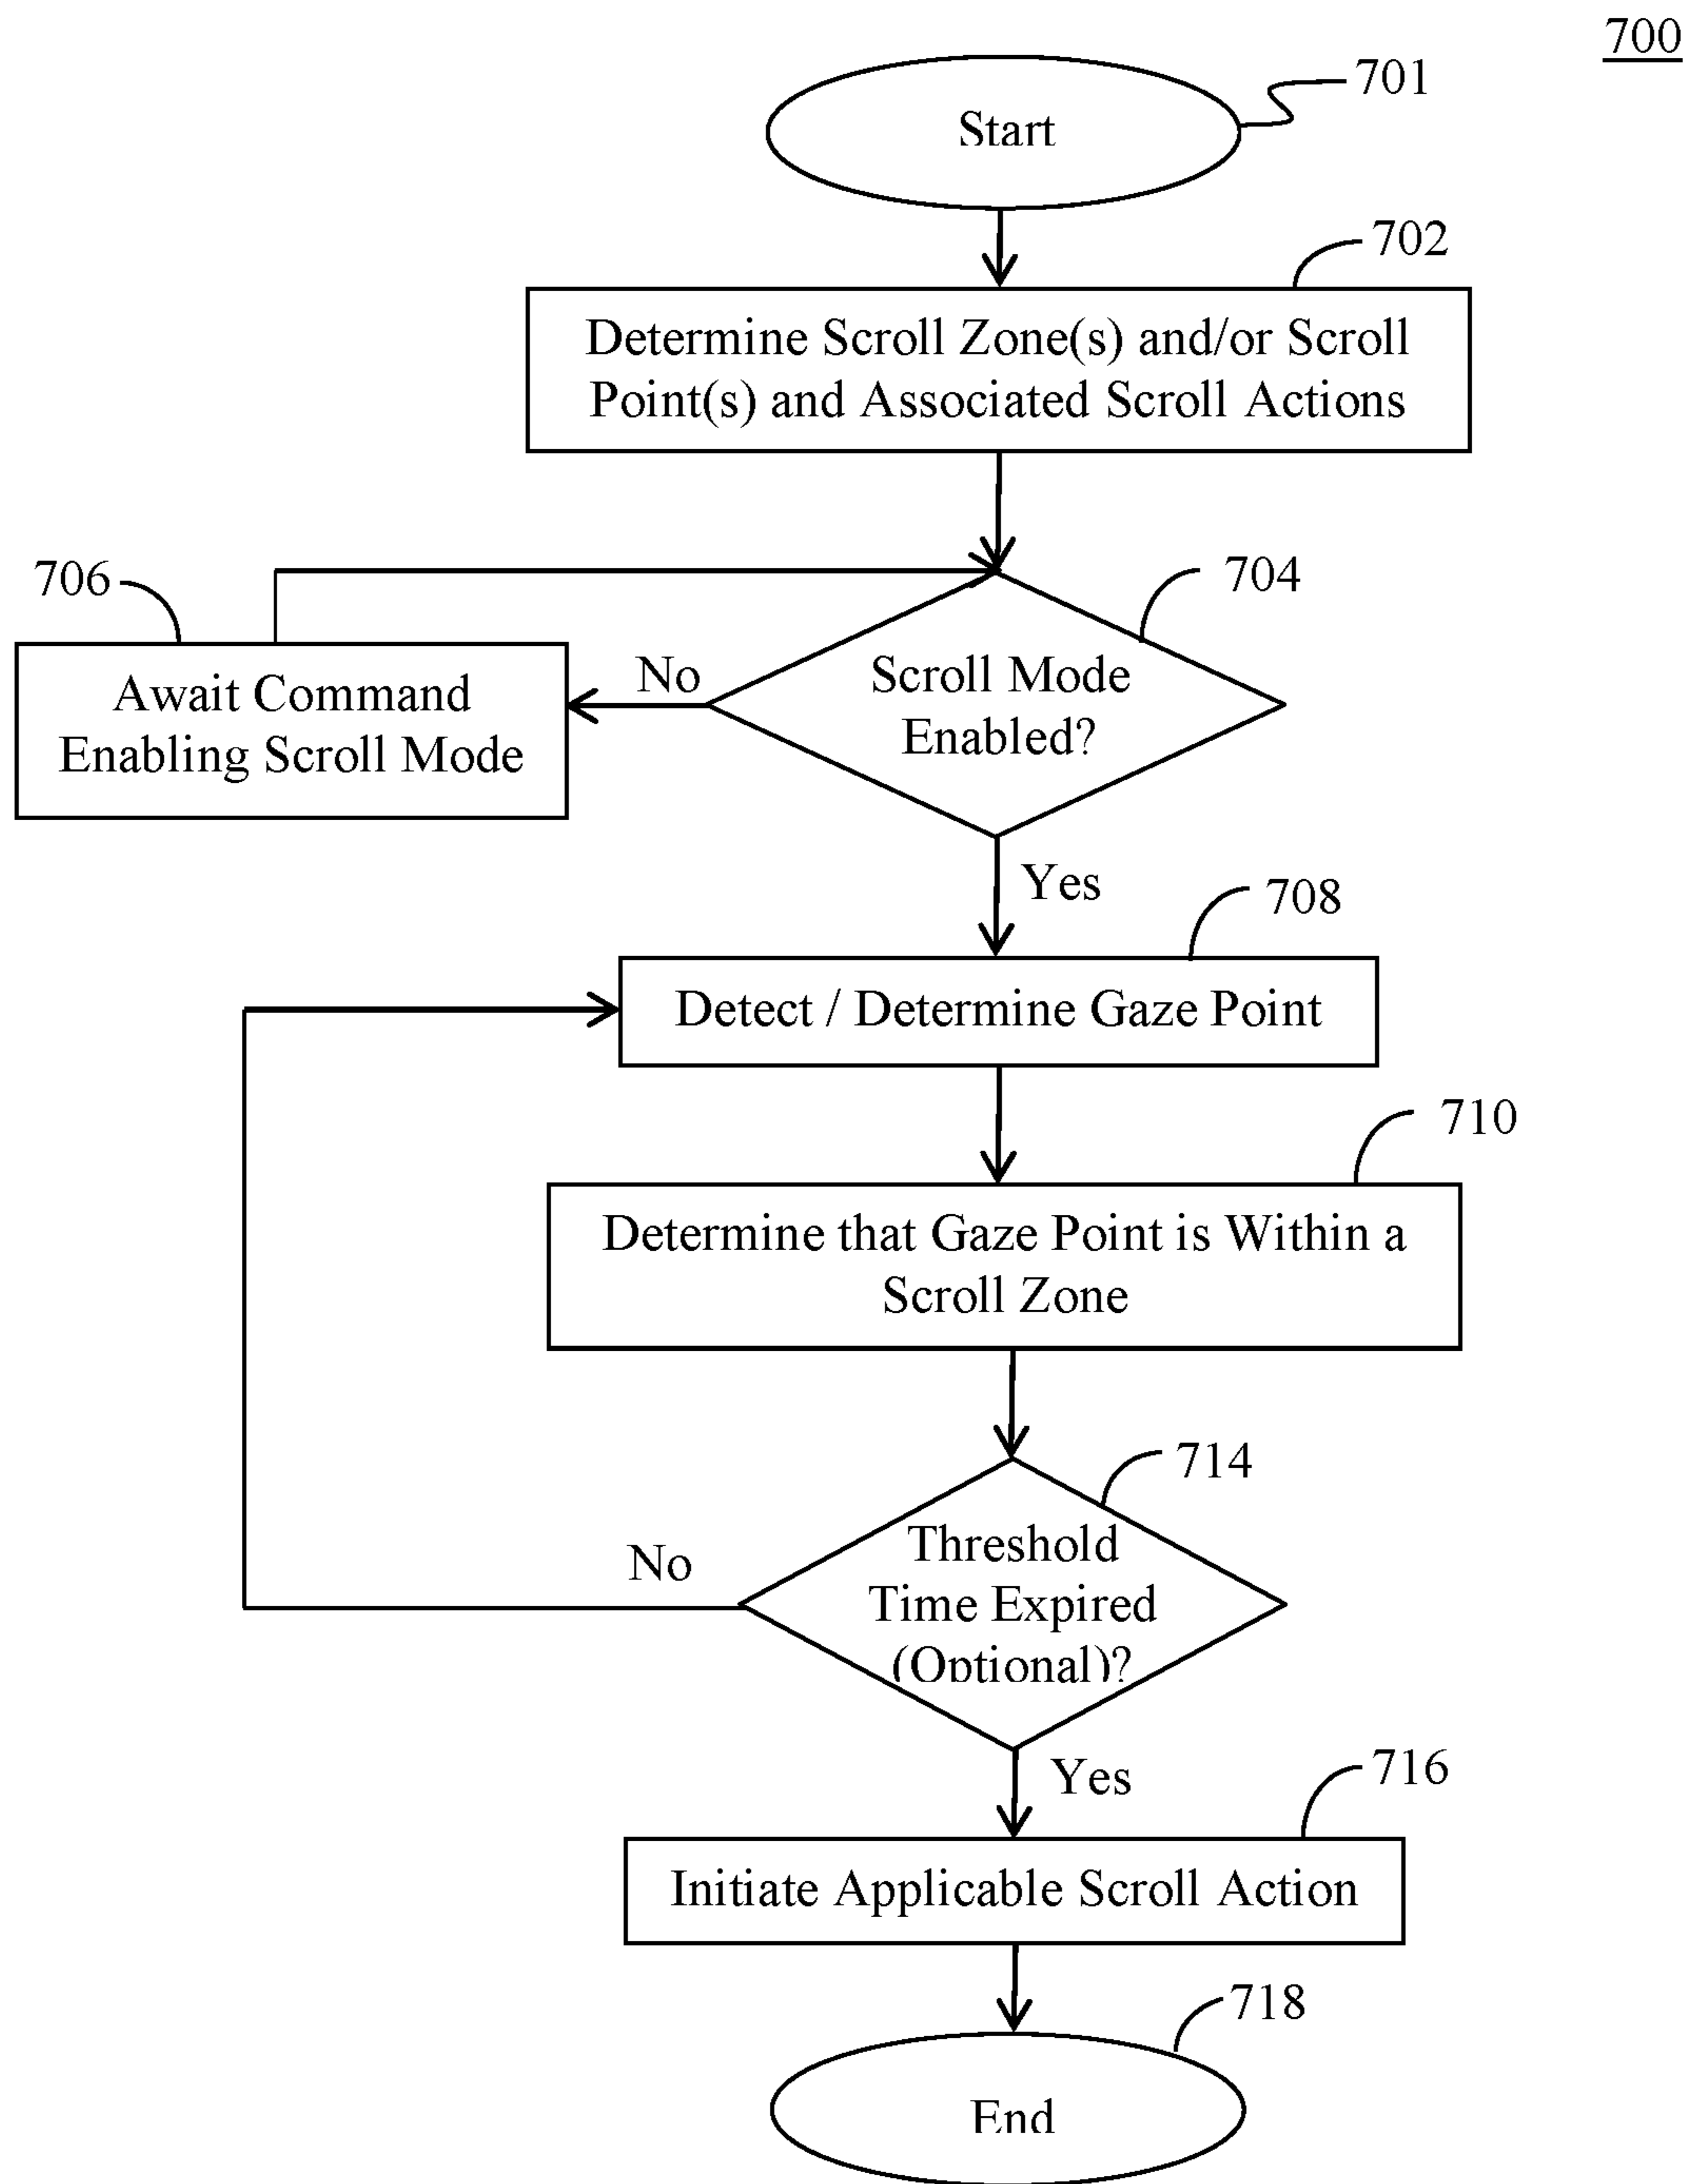 700
701
Start
702
Determine Scroll Zone(s) and/or Scroll
Point(s) and Associated Scroll Actions
706
704
No
Scroll Mode
Enabled?
Await Command
Enabling Scroll Mode
Yes
708
Detect / Determine Gaze Point
710
Determine that Gaze Point is Within a
Scroll Zone
714
No
Threshold
Time Expired
(Optional)?
Yes
716
Initiate Applicable Scroll Action
718
End